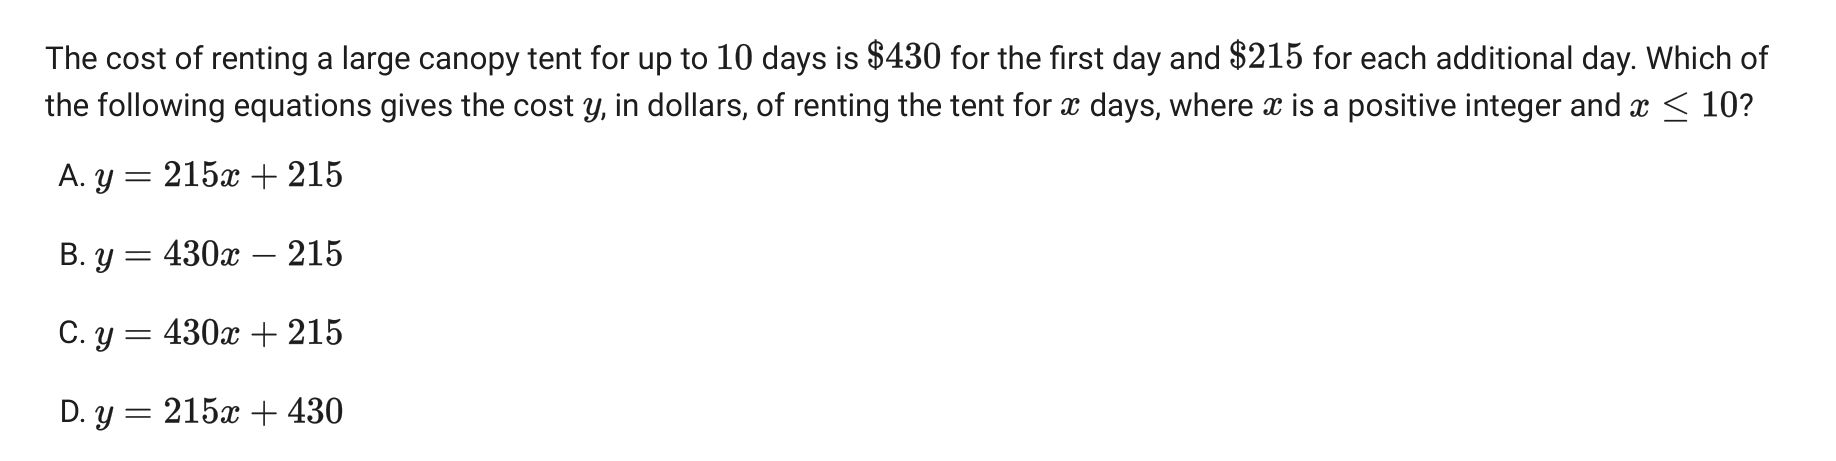 The cost of renting a large canopy tent for up to 10 days is $430 for the first day and $215 for each additional day. Which of
the following equations gives the cost y, in dollars, of renting the tent for x days, where x is a positive integer and x ≤ 10?
A. y = 215x + 215
B. y = 430x − 215
C. y = 430x + 215
D. y = 215x + 430